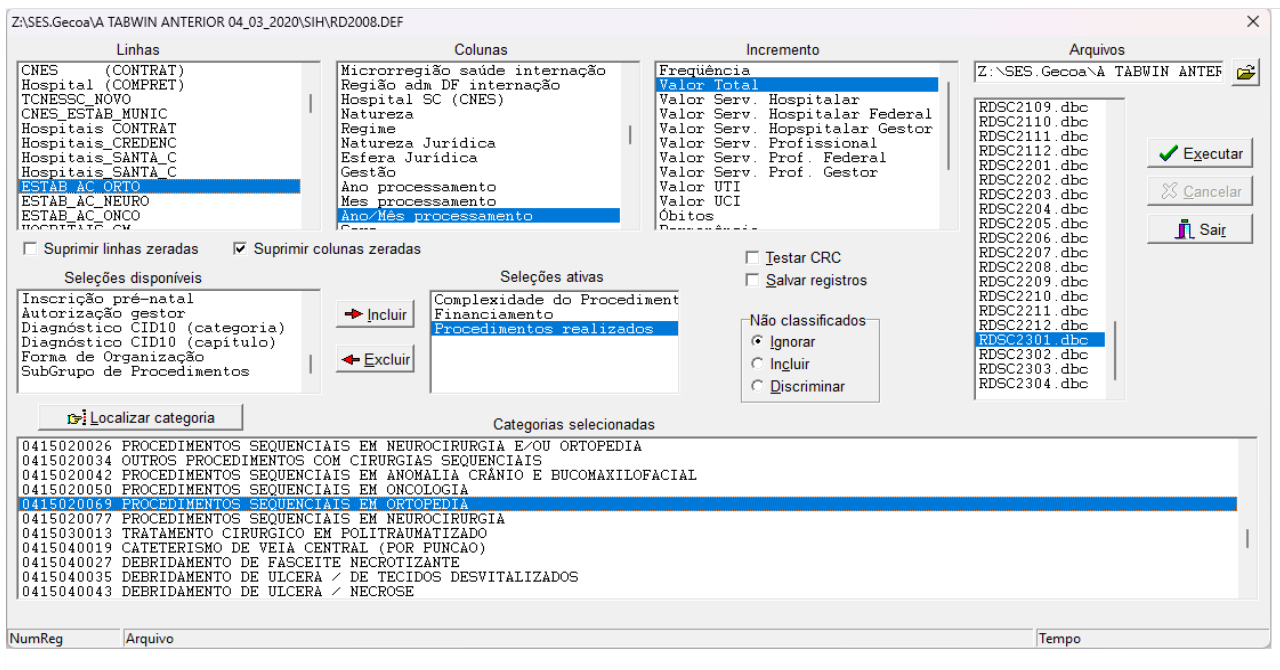 Z:\SES.Gecoa\A TABWIN ANTERIOR 04_03_2020\SIH\RD2008.DEF
Linhas
CNES (CONTRAT)
Hospital (COMPRET)
TCNESSC_NOVO
CNES_ESTAB_MUNIC
Hospitais CONTRAT
Hospitais_CREDENC
Hospitais_SANTA_C
Hospitais_SANTA_C
ESTAB_AC_ORTO
ESTAB_AC_NEURO
ESTAB_AC_ONCO
Colunas
Microrregião saúde internação
Região adm DF internação
Hospital SC (CNES)
Natureza
Regime
Natureza Jurídica
Esfera Jurídica
Gestão
Ano processamento
Mes processamento
Ano/Mês processamento
Incremento
Freqüência
Valor Total
Valor Serv. Hospitalar
Valor Serv. Hospitalar Federal
Valor Serv. Hopspitalar Gestor
Valor Serv. Profissional
Valor Serv. Prof. Federal
Valor Serv. Prof. Gestor
Valor UTI
Valor UCI
Óbitos
Arquivos
Z:\SES.Gecoa\A TABWIN ANTER
RDSC2109.dbc
RDSC2110.dbc
RDSC2111.dbc
RDSC2112.dbc
RDSC2201.dbc
RDSC2202.dbc
RDSC2203.dbc
RDSC2204.dbc
RDSC2205.dbc
RDSC2206.dbc
RDSC2207.dbc
RDSC2208.dbc
RDSC2209.dbc
RDSC2210.dbc
RDSC2211.dbc
RDSC2212.dbc
RDSC2301.dbc
RDSC2302.dbc
RDSC2303.dbc
RDSC2304.dbc
Executar
Cancelar
Sair
Suprimir linhas zeradas
Suprimir colunas zeradas
Seleções disponíveis
Inscrição pré-natal
Autorização gestor
Diagnóstico CID10 (categoria)
Diagnóstico CID10 (capítulo)
Forma de Organização
SubGrupo de Procedimentos
Incluir
Excluir
Seleções ativas
Complexidade do Procediment
Financiamento
Procedimentos realizados
Testar CRC
Salvar registros
Não classificados
Ignorar
Incluir
Discriminar
Localizar categoria
Categorias selecionadas
0415020026 PROCEDIMENTOS SEQUENCIAIS EM NEUROCIRURGIA E/OU ORTOPEDIA
0415020034 OUTROS PROCEDIMENTOS COM CIRURGIAS SEQUENCIAIS
0415020042 PROCEDIMENTOS SEQUENCIAIS EM ANOMALIA CRÂNIO E BUCOMAXILOFACIAL
0415020050 PROCEDIMENTOS SEQUENCIAIS EM ONCOLOGIA
0415020069 PROCEDIMENTOS SEQUENCIAIS EM ORTOPEDIA
0415020077 PROCEDIMENTOS SEQUENCIAIS EM NEUROCIRURGIA
0415030013 TRATAMENTO CIRURGICO EM POLITRAUMATIZADO
0415040019 CATETERISMO DE VEIA CENTRAL (POR PUNCAO)
0415040027 DEBRIDAMENTO DE FASCEITE NECROTIZANTE
0415040035 DEBRIDAMENTO DE ULCERA / DE TECIDOS DESVITALIZADOS
0415040043 DEBRIDAMENTO DE ULCERA / NECROSE
NumReg
Arquivo
Tempo